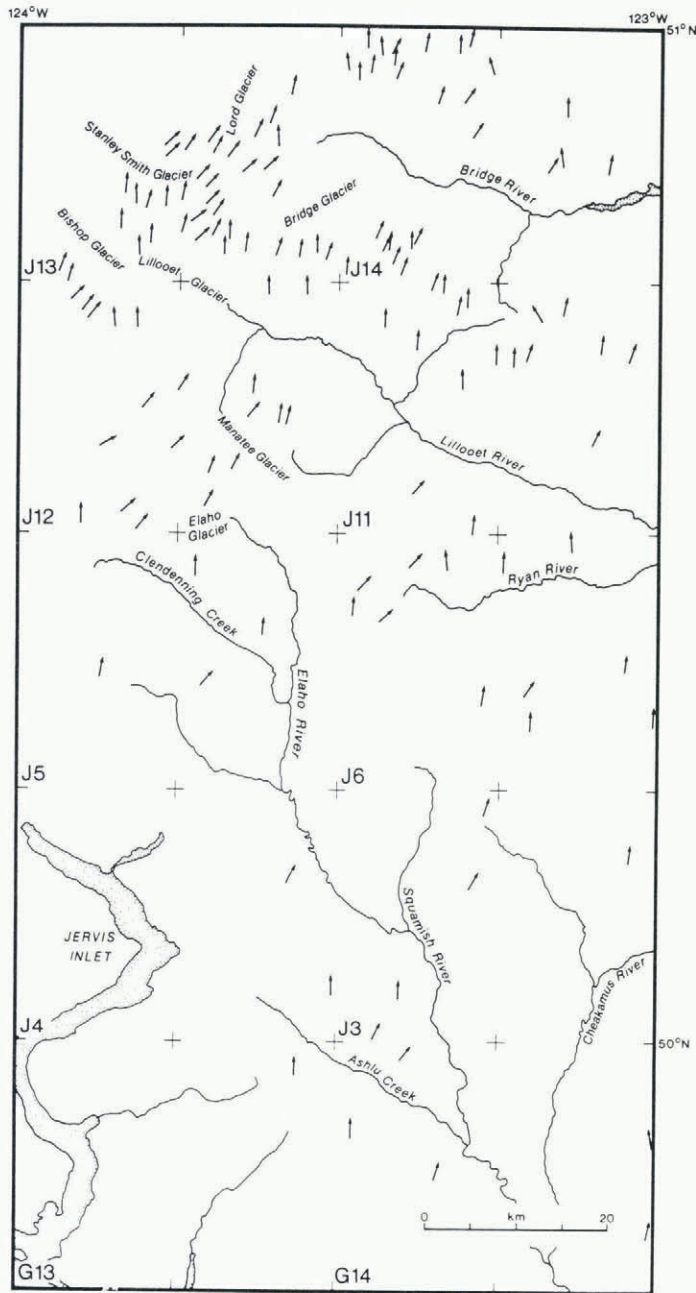 124°W
123°W
51°N
Lord Glacier
Stanley Smith
Glacier
Bridge River
Bridge Glacier
Bishop Glacier
J13
Lillooet Glacier
J14
Manatee Glacier
Lillooet River
J12
Elaho
Glacier
J11
Clendenning Creek
Ryan River
Elaho River
J5
J6
Squamish River
JERVIS
INLET
Cheakamus River
J4
J3
50°N
Ashlu Creek
0 km 20
G13
G14